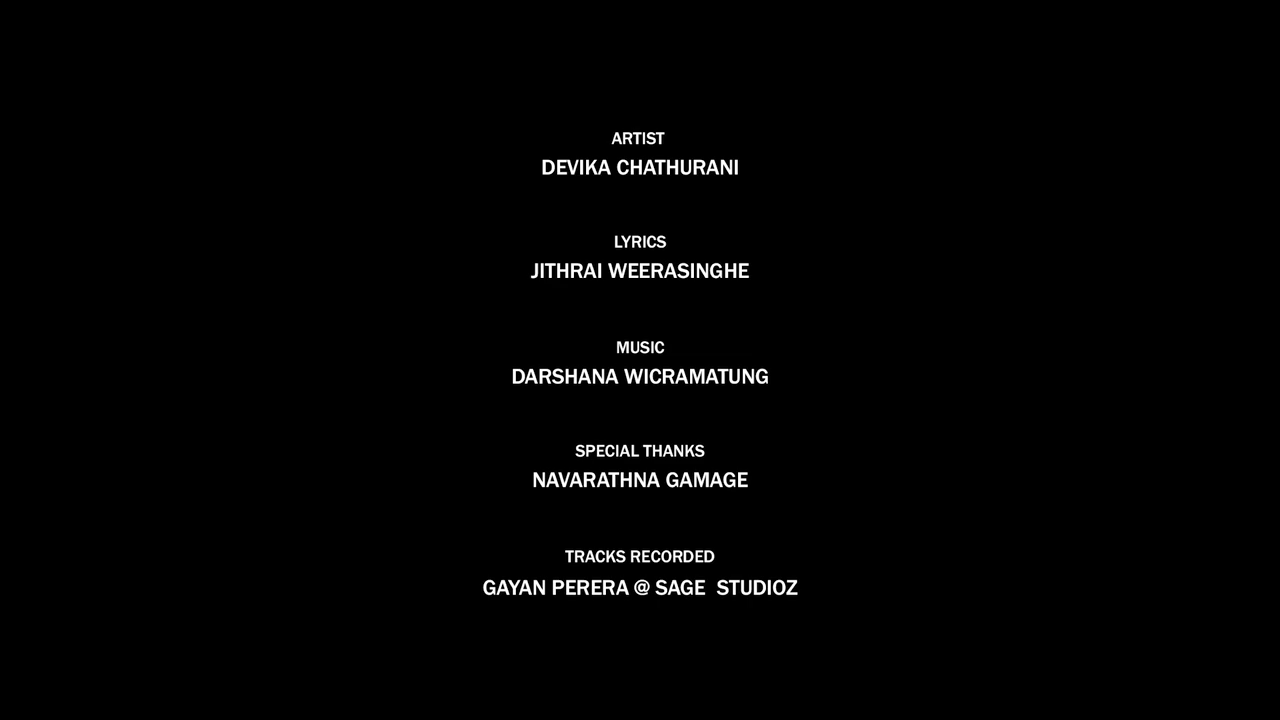 ARTIST
DEVIKA CHATHURANI
LYRICS
JITHRAI WEERASINGHE
MUSIC
DARSHANA WICRAMATUNG
SPECIAL THANKS
NAVARATHNA GAMAGE
TRACKS RECORDED
GAYAN PERERA @ SAGE  STUDIOZ